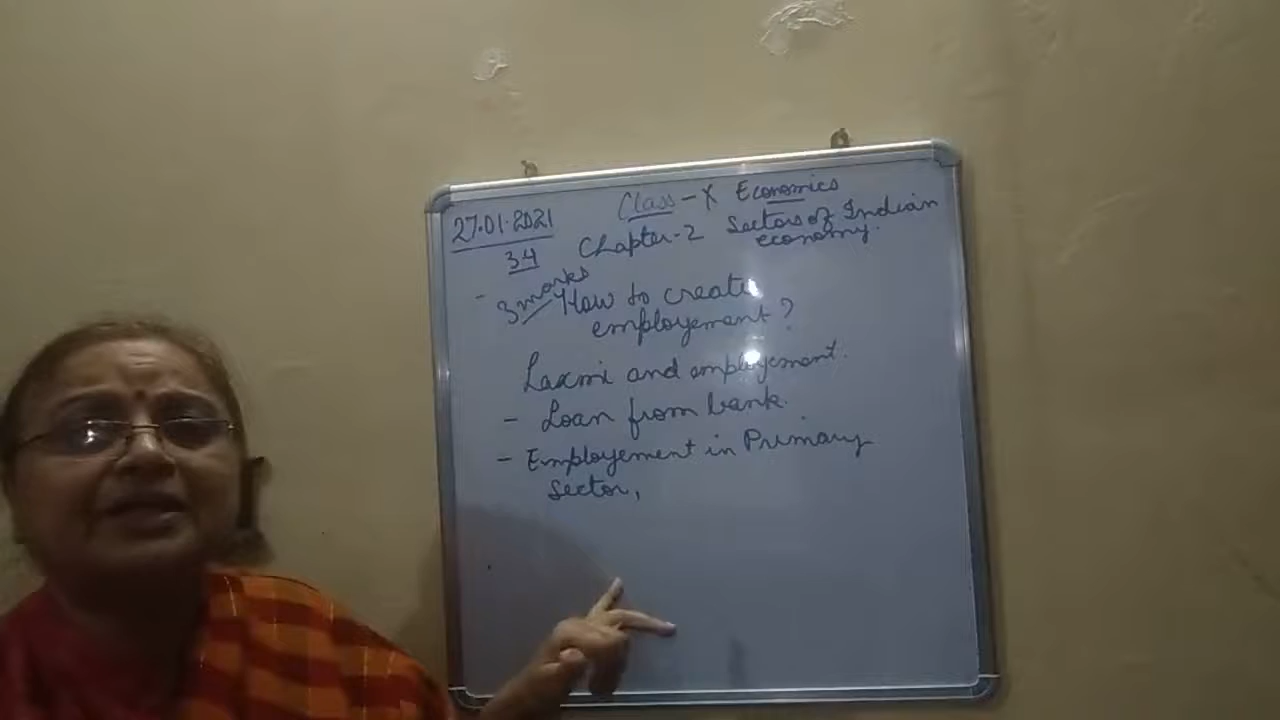 Class - X Economics
27.01.2021
Chapter-2 Sectors of Indian
economy.
34
3 marks
How to create
employement?
Laxmi and employement.
- Loan from bank.
- Employement in Primary
Sector,